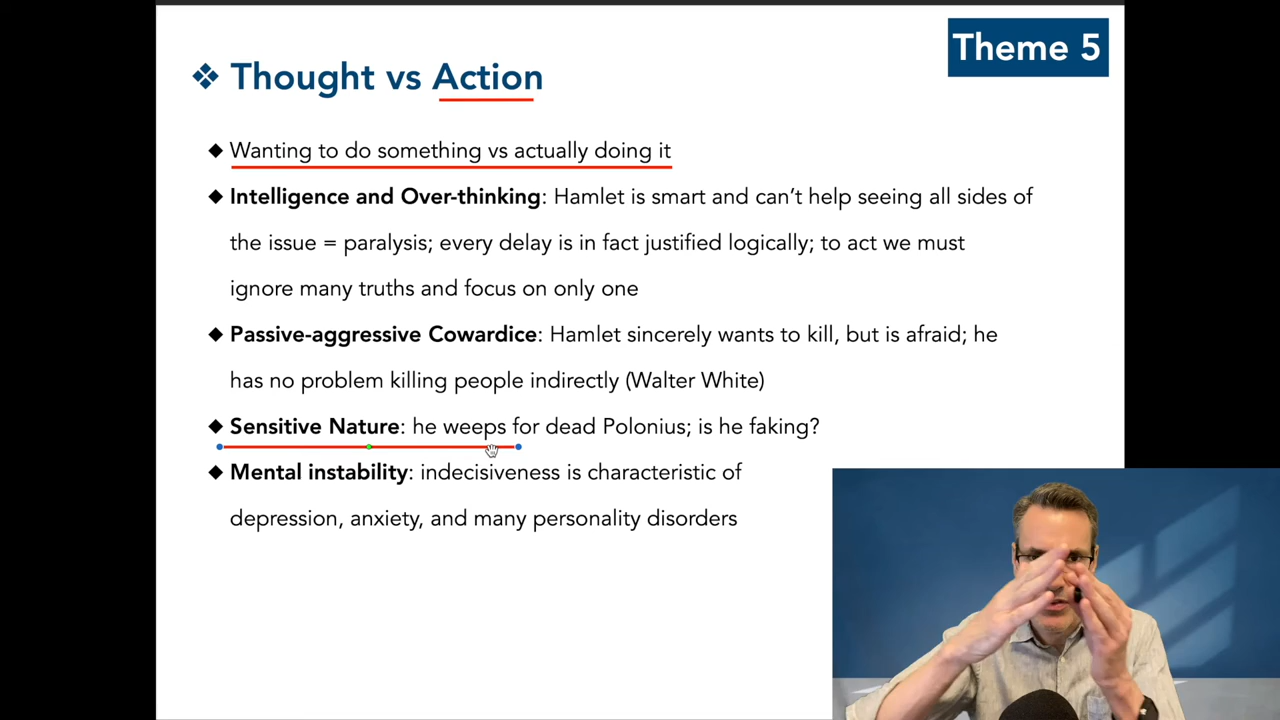 Theme 5
❖ Thought vs Action
◆ Wanting to do something vs actually doing it
◆ Intelligence and Over-thinking: Hamlet is smart and can’t help seeing all sides of
the issue = paralysis; every delay is in fact justified logically; to act we must
ignore many truths and focus on only one
◆ Passive-aggressive Cowardice: Hamlet sincerely wants to kill, but is afraid; he
has no problem killing people indirectly (Walter White)
◆ Sensitive Nature: he weeps for dead Polonius; is he faking?
◆ Mental instability: indecisiveness is characteristic of
depression, anxiety, and many personality disorders